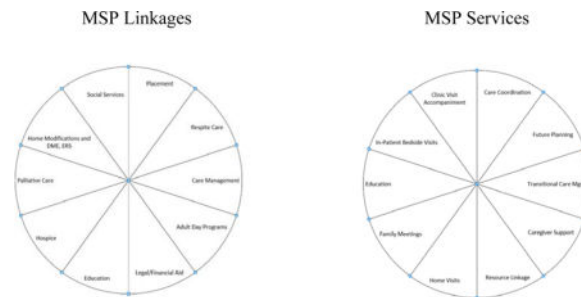 MSP Linkages
MSP Services
Social Services
Placement
Respite Care
Care Management
Adult Day Programs
Legal/Financial Aid
Education
Hospice
Palliative Care
Home Modifications and
DME, ERS
Clinic Visit
Accompaniment
Care Coordination
Future Planning
Transitional Care Mg
Caregiver Support
Resource Linkage
Home Visits
Family Meetings
Education
In-Patient Bedside Visits